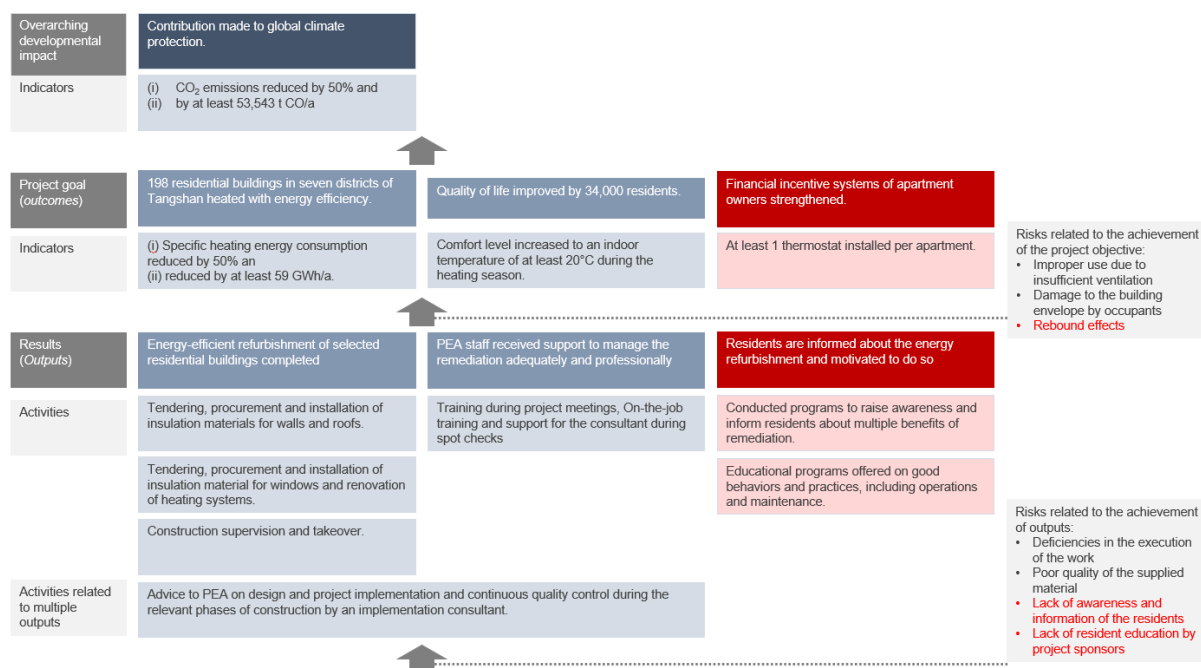 Overarching
developmental
impact
Contribution made to global climate
protection.
Indicators
(i) CO₂ emissions reduced by 50% and
(ii) by at least 53,543 t CO/a
Project goal
(outcomes)
198 residential buildings in seven districts of
Tangshan heated with energy efficiency.
Quality of life improved by 34,000 residents.
Financial incentive systems of apartment
owners strengthened.
Indicators
(i) Specific heating energy consumption
reduced by 50% an
(ii) reduced by at least 59 GWh/a.
Comfort level increased to an indoor
temperature of at least 20°C during the
heating season.
At least 1 thermostat installed per apartment.
Risks related to the achievement
of the project objective:
• Improper use due to
insufficient ventilation
• Damage to the building
envelope by occupants
• Rebound effects
Results
(Outputs)
Energy-efficient refurbishment of selected
residential buildings completed
PEA staff received support to manage the
remediation adequately and professionally
Residents are informed about the energy
refurbishment and motivated to do so
Activities
Tendering, procurement and installation of
insulation materials for walls and roofs.
Training during project meetings, On-the-job
training and support for the consultant during
spot checks
Conducted programs to raise awareness and
inform residents about multiple benefits of
remediation.
Tendering, procurement and installation of
insulation material for windows and renovation
of heating systems.
Educational programs offered on good
behaviors and practices, including operations
and maintenance.
Construction supervision and takeover.
Risks related to the achievement
of outputs:
• Deficiencies in the execution
of the work
• Poor quality of the supplied
material
• Lack of awareness and
information of the residents
• Lack of resident education by
project sponsors
Activities related
to multiple
outputs
Advice to PEA on design and project implementation and continuous quality control during the
relevant phases of construction by an implementation consultant.